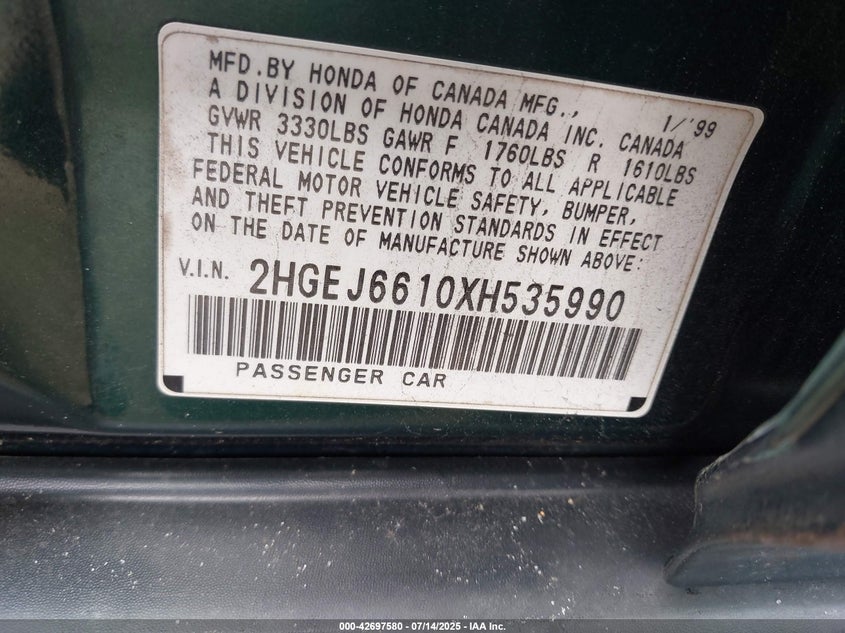 MFD.BY HONDA OF CANADA MFG., 1/'99
A DIVISION OF HONDA CANADA INC. CANADA
GVWR 3330LBS GAWR F 1760LBS R 1610LBS
THIS VEHICLE CONFORMS TO ALL APPLICABLE
FEDERAL MOTOR VEHICLE SAFETY, BUMPER,
AND THEFT PREVENTION STANDARDS IN EFFECT
ON THE DATE OF MANUFACTURE SHOWN ABOVE:
V.I.N. 2HGEJ6610XH535990
PASSENGER CAR
000-42697580 - 07/14/2025 - IAA Inc.